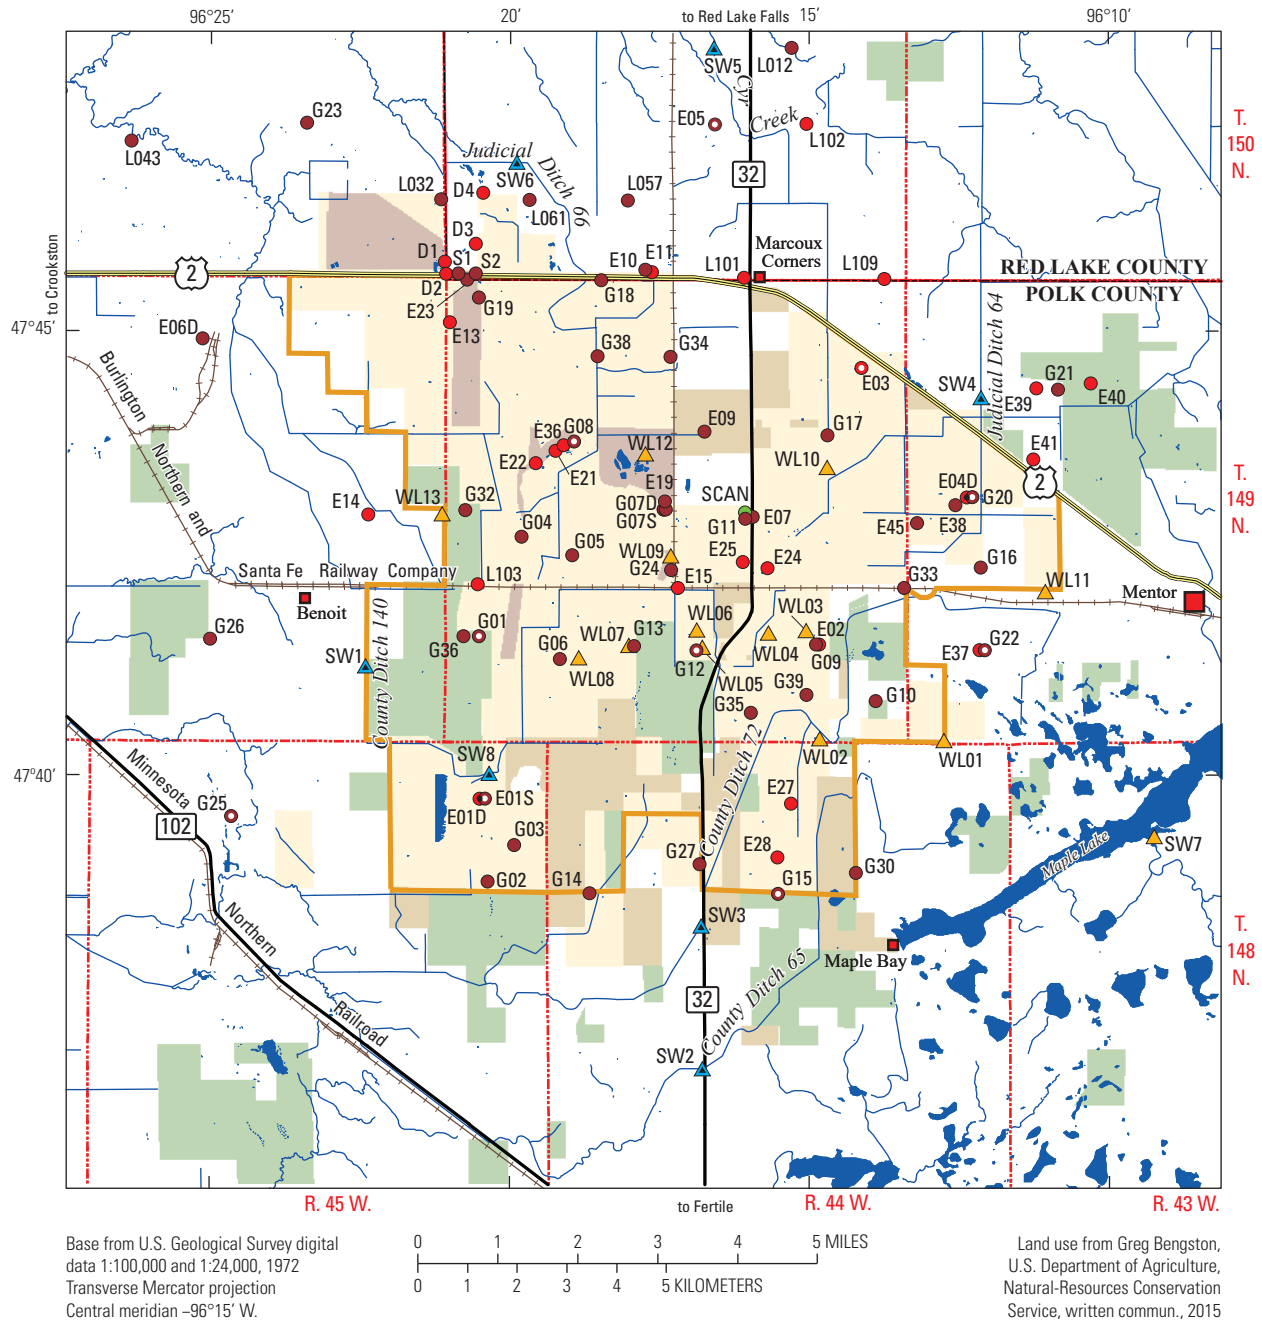 96°25′
20′
to Red Lake Falls
15′
96°10′
SW5
L012
G23
Cyr
Creek
E05
T.
150
N.
L043
L102
Judicial
Ditch
66
SW6
32
L032
D4
L057
L061
D3
D1
S1
S2
E10
E11
Marcoux
Corners
L101
L109
RED LAKE COUNTY
POLK COUNTY
to Crookston
2
D2
G18
E23
G19
47°45′
E06D
E13
Judicial Ditch 64
G38
G34
Burlington
Northern and
E03
SW4
G21
E39
E40
E36
G08
E09
G17
WL12
E41
E22
E21
WL10
2
T.
149
N.
E19
SCAN
E04D
G20
E14
WL13
G32
G07D
G07S
G11
E07
E45
E38
G04
G05
WL09
G24
E25
E24
G16
Santa Fe Railway Company
L103
E15
G33
WL11
Mentor
Benoit
County Ditch 140
G26
G36
G01
WL06
WL03
E02
WL07
G13
G06
WL04
G09
E37
G22
SW1
WL08
G12
WL05
G39
G35
G10
SW8
County Ditch 72
WL02
WL01
47°40′
Minnesota
E01S
E01D
G25
E27
102
G03
SW7
Maple Lake
E28
G27
G30
G02
G14
G15
Northern
SW3
T.
148
N.
Maple Bay
County Ditch 65
32
Railroad
SW2
R. 45 W.
to Fertile
R. 44 W.
R. 43 W.
Base from U.S. Geological Survey digital
data 1:100,000 and 1:24,000, 1972
Transverse Mercator projection
Central meridian –96°15′ W.
0 1 2 3 4 5 MILES
0 1 2 3 4 5 KILOMETERS
Land use from Greg Bengston,
U.S. Department of Agriculture,
Natural-Resources Conservation
Service, written commun., 2015